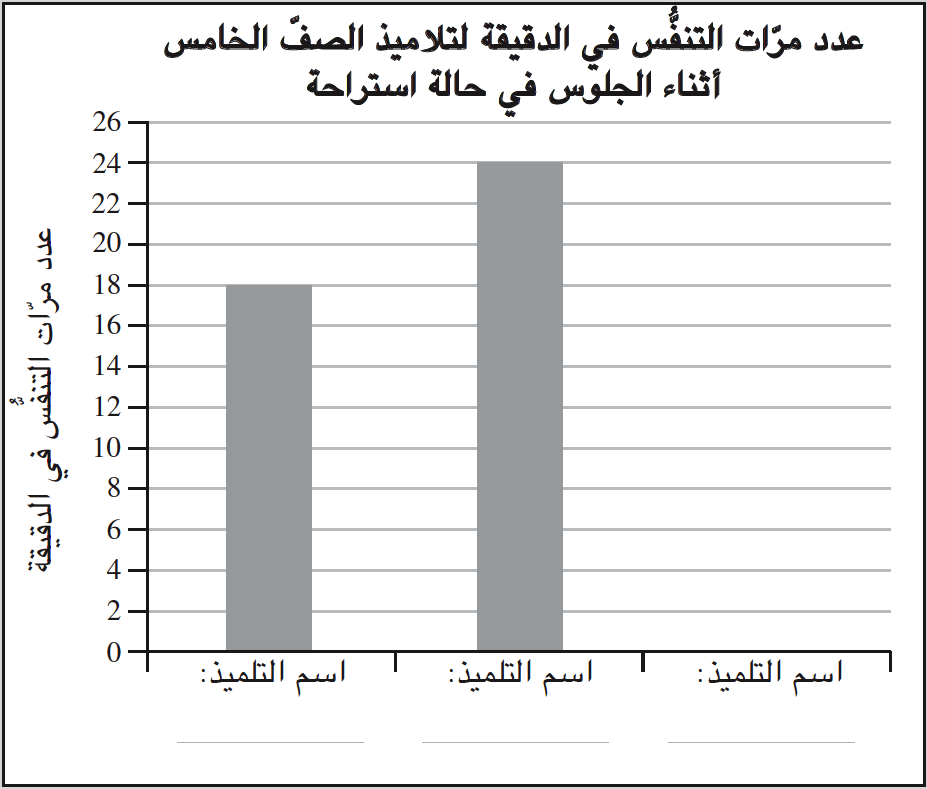 عدد مرّات التنفُّس في الدقيقة لتلاميذ الصفّ الخامس
أثناء الجلوس في حالة استراحة
عدد مرّات التنفُّس في الدقيقة
26
24
22
20
18
16
14
12
10
8
6
4
2
0
اسم التلميذ:
اسم التلميذ:
اسم التلميذ: